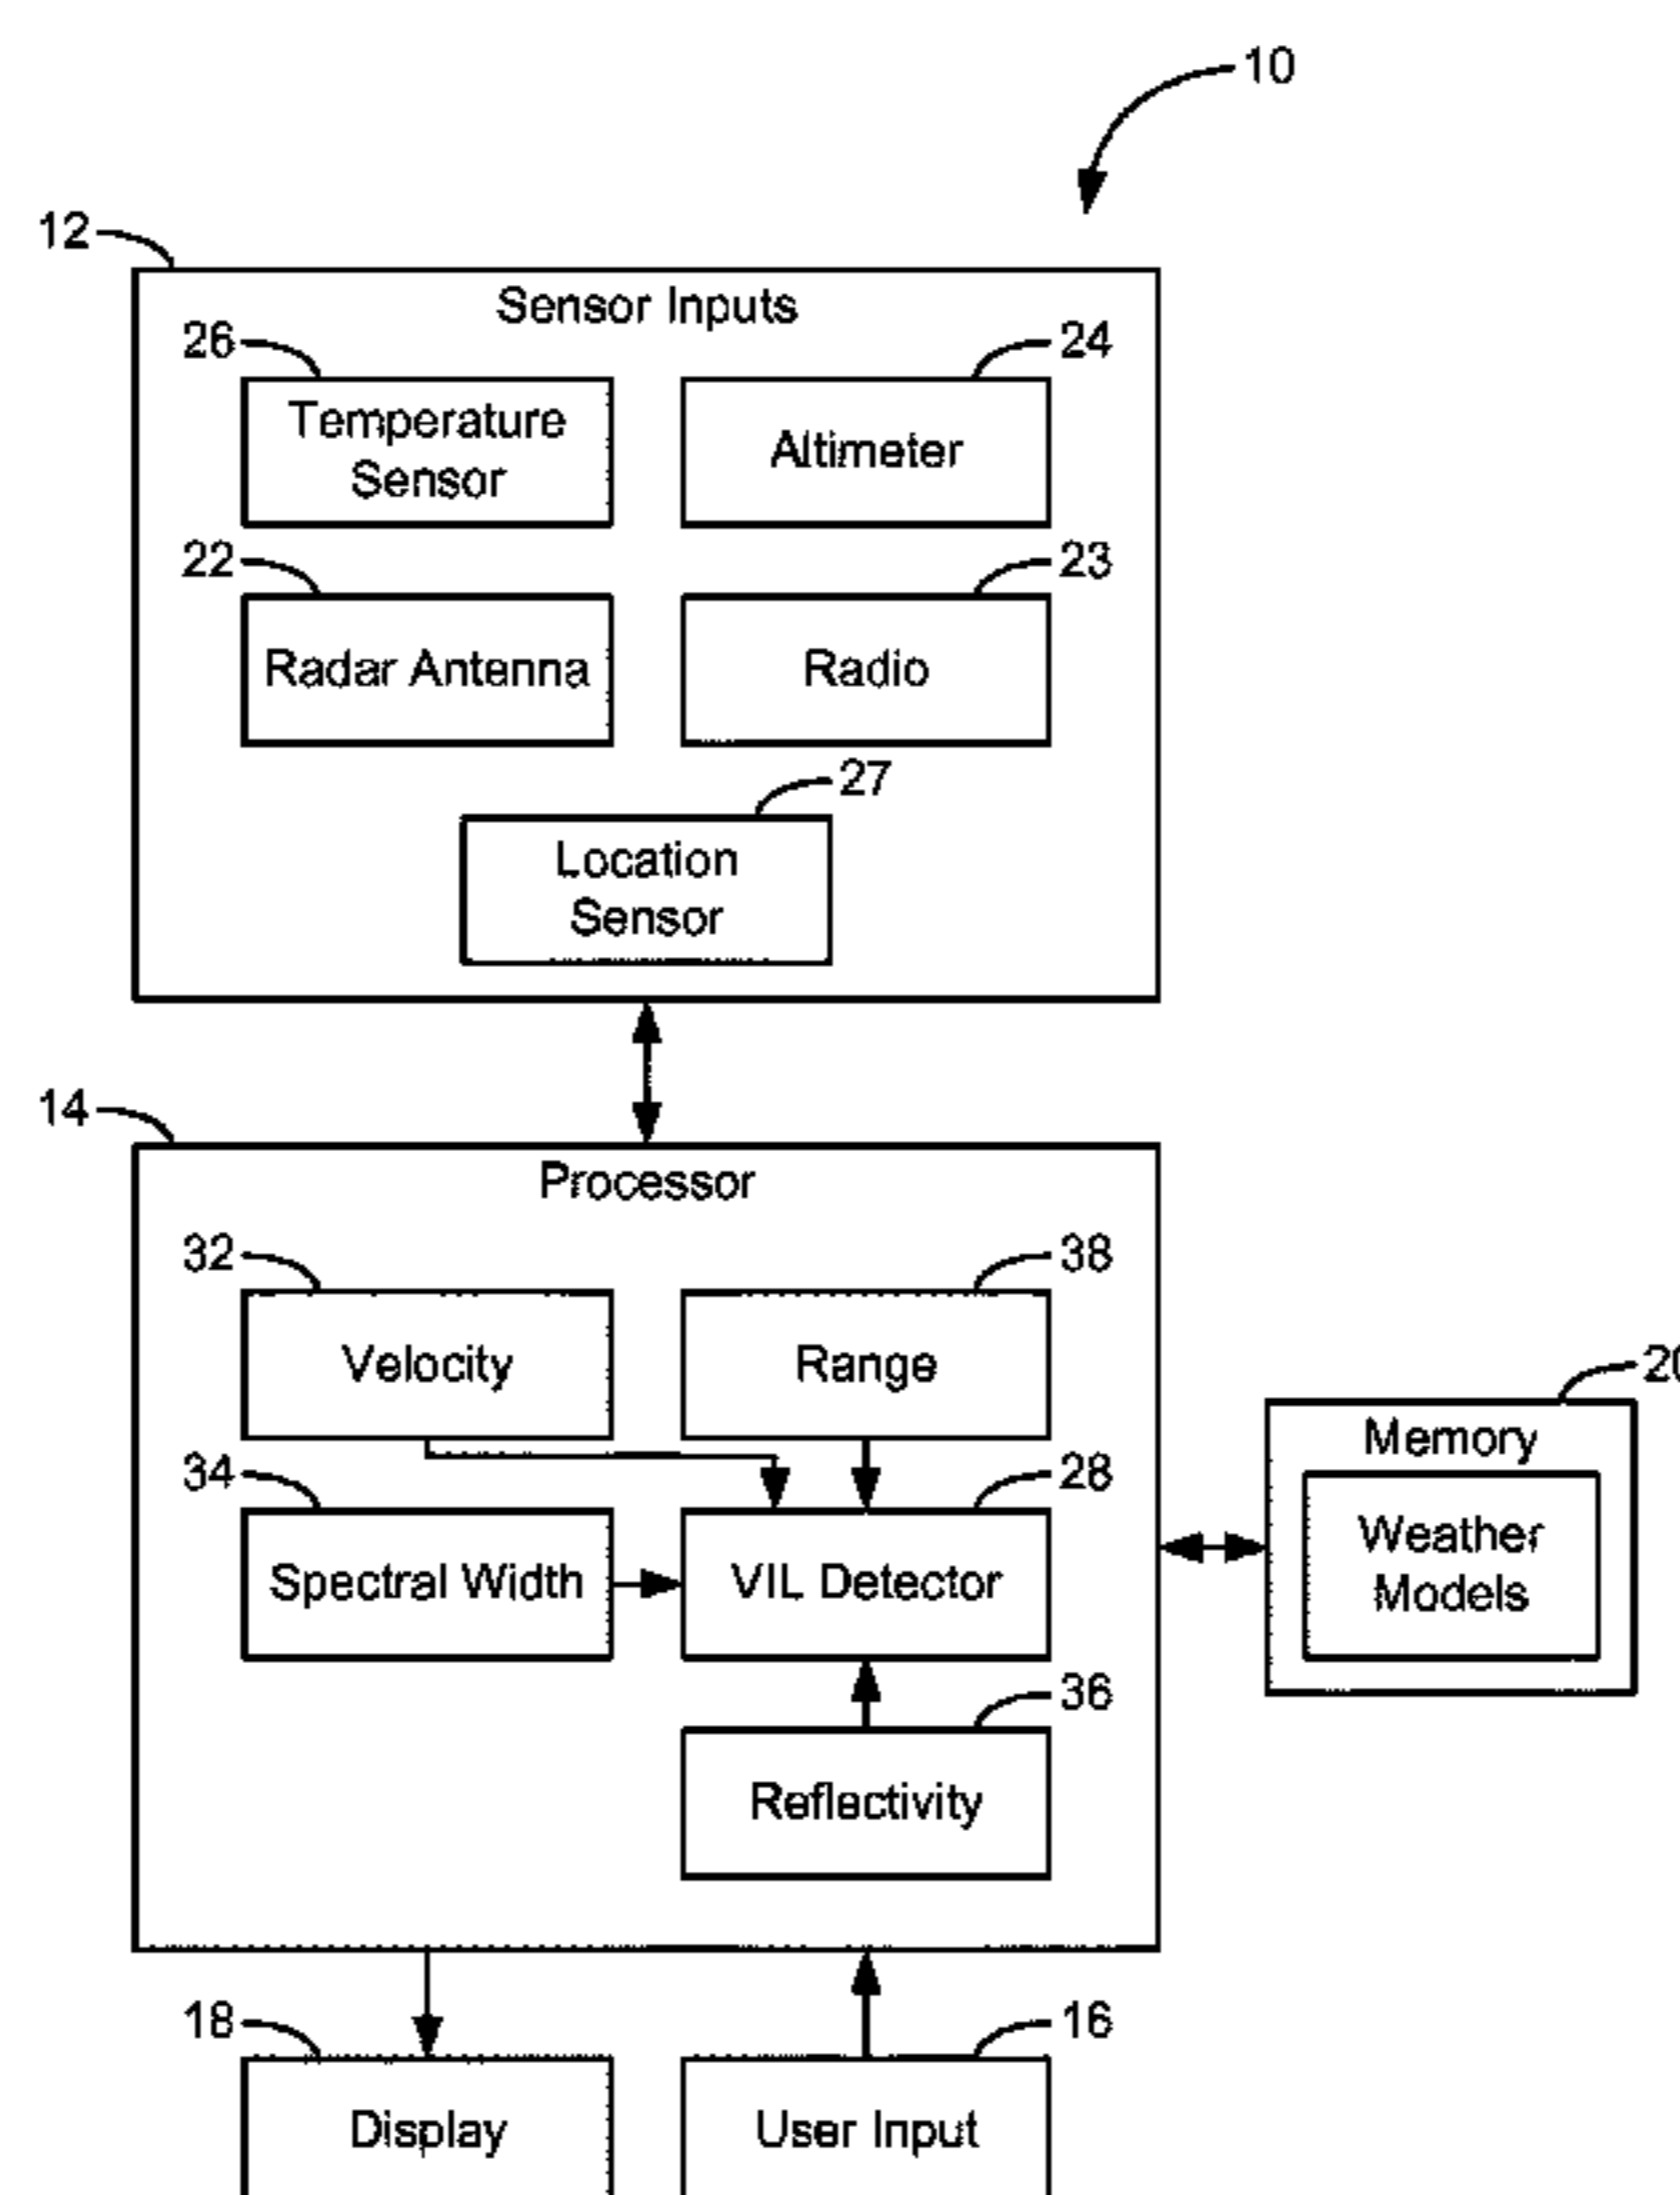 10
12
Sensor Inputs
26
24
Temperature
Sensor
Altimeter
22
23
Radar Antenna
Radio
27
Location
Sensor
14
Processor
32
38
Velocity
Range
20
Memory
34
28
Weather
Models
Spectral Width
VIL Detector
36
Reflectivity
18
16
Display
User Input